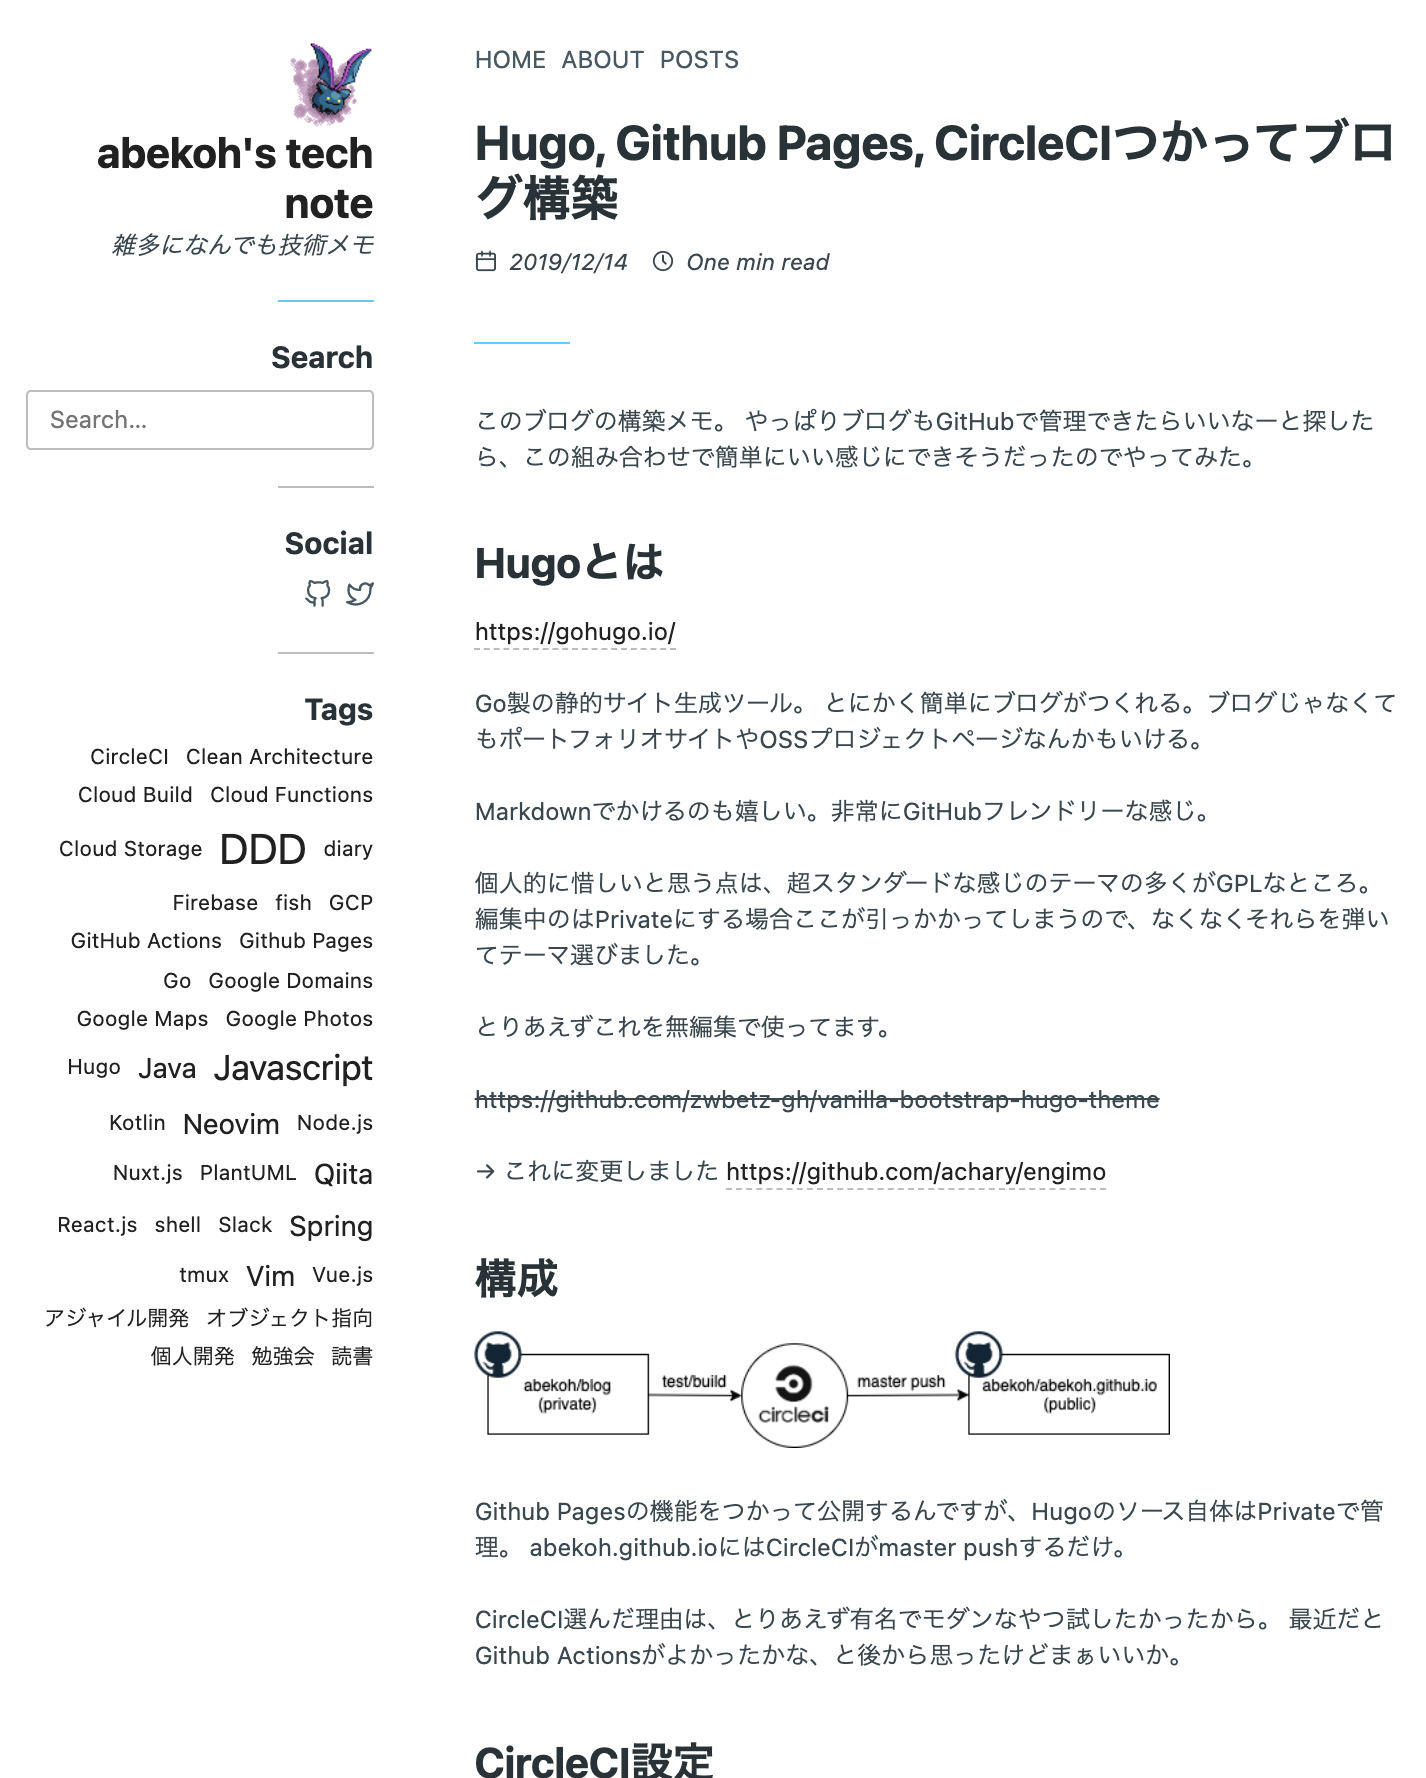 abekoh's tech
note
雑多になんでも技術メモ
Search
Search...
Social
Tags
CircleCI Clean Architecture
Cloud Build Cloud Functions
Cloud Storage DDD diary
Firebase fish GCP
GitHub Actions Github Pages
Go Google Domains
Google Maps Google Photos
Hugo Java Javascript
Kotlin Neovim Node.js
Nuxt.js PlantUML Qiita
React.js shell Slack Spring
tmux Vim Vue.js
アジャイル開発 オブジェクト指向
個人開発 勉強会 読書
HOME ABOUT POSTS
Hugo, Github Pages, CircleCIつかってブロ
グ構築
2019/12/14 One min read
このブログの構築メモ。 やっぱりブログもGitHubで管理できたらいいなーと探した
ら、この組み合わせで簡単にいい感じにできそうだったのでやってみた。
Hugoとは
https://gohugo.io/
Go製の静的サイト生成ツール。 とにかく簡単にブログがつくれる。ブログじゃなくて
もポートフォリオサイトやOSSプロジェクトページなんかもいける。
Markdownでかけるのも嬉しい。非常にGitHubフレンドリーな感じ。
個人的に惜しいと思う点は、超スタンダードな感じのテーマの多くがGPLなところ。
編集中のはPrivateにする場合ここが引っかかってしまうので、なくなくそれらを弾い
てテーマ選びました。
とりあえずこれを無編集で使ってます。
https://github.com/zwbetz-gh/vanilla-bootstrap-hugo-theme
→ これに変更しました https://github.com/achary/engimo
構成
abekoh/blog
(private)
test/build
circleci
master push
abekoh/abekoh.github.io
(public)
Github Pagesの機能をつかって公開するんですが、Hugoのソース自体はPrivateで管
理。 abekoh.github.ioにはCircleCIがmaster pushするだけ。
CircleCI選んだ理由は、とりあえず有名でモダンなやつ試したかったから。 最近だと
Github Actionsがよかったかな、と後から思ったけどまぁいいか。
CircleCI設定